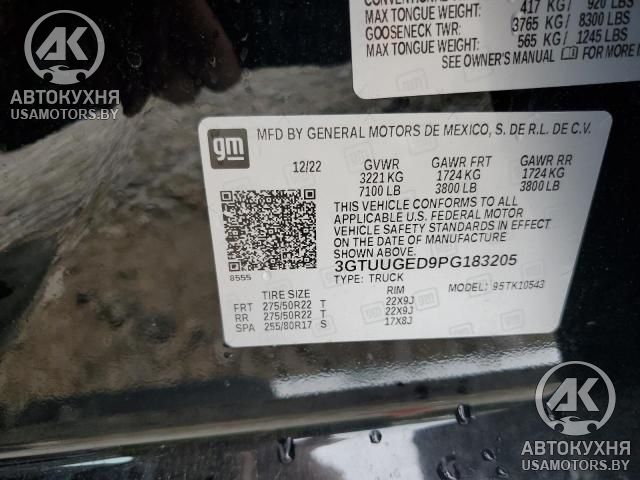 417 KG / 920 LBS
MAX TONGUE WEIGHT: 3765 KG / 8300 LBS
GOOSENECK TWR: 565 KG / 1245 LBS
MAX TONGUE WEIGHT:
SEE OWNER'S MANUAL FOR MORE
AK
АВТОКУХНЯ
USAMOTORS.BY
gm
MFD BY GENERAL MOTORS DE MEXICO, S. DE R.L. DE C.V.
12/22 GVWR GAWR FRT GAWR RR
3221 KG 1724 KG 1724 KG
7100 LB 3800 LB 3800 LB
THIS VEHICLE CONFORMS TO ALL
APPLICABLE U.S. FEDERAL MOTOR
VEHICLE SAFETY STANDARDS IN EFFECT
ON THE DATE OF MANUFACTURE SHOWN ABOVE.
8555
3GTUUGED9PG183205
TYPE: TRUCK MODEL: 95TK10543
TIRE SIZE RIM
FRT 275/50R22 T 22X9J
RR 275/50R22 T 22X9J
SPA 255/80R17 S 17X8J
AK
АВТОКУХНЯ
USAMOTORS.BY